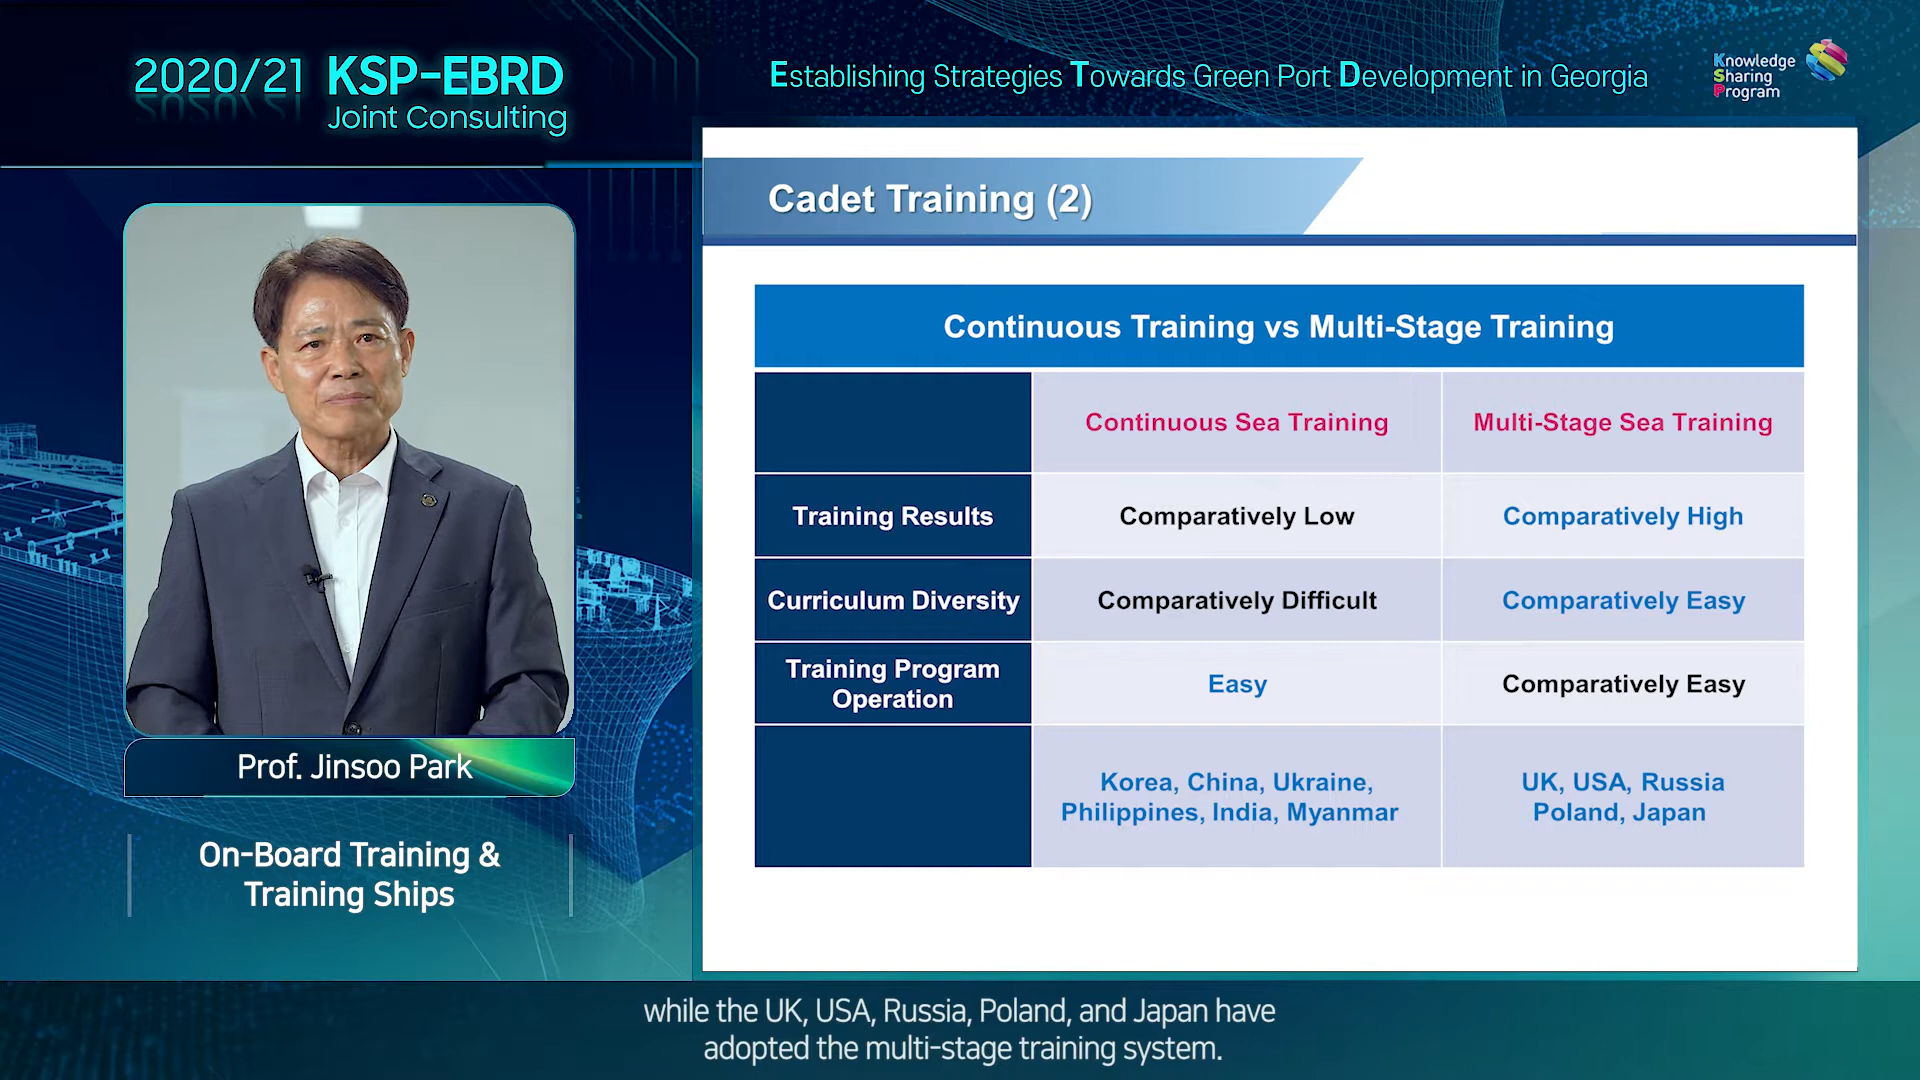 2020/21 KSP-EBRD
Joint Consulting
Establishing Strategies Towards Green Port Development in Georgia
Knowledge
Sharing
Program
Cadet Training (2)
Continuous Training vs Multi-Stage Training
Continuous Sea Training
Multi-Stage Sea Training
Training Results
Comparatively Low
Comparatively High
Curriculum Diversity
Comparatively Difficult
Comparatively Easy
Training Program
Operation
Easy
Comparatively Easy
Korea, China, Ukraine,
Philippines, India, Myanmar
UK, USA, Russia
Poland, Japan
Prof. Jinsoo Park
On-Board Training &
Training Ships
while the UK, USA, Russia, Poland, and Japan have
adopted the multi-stage training system.